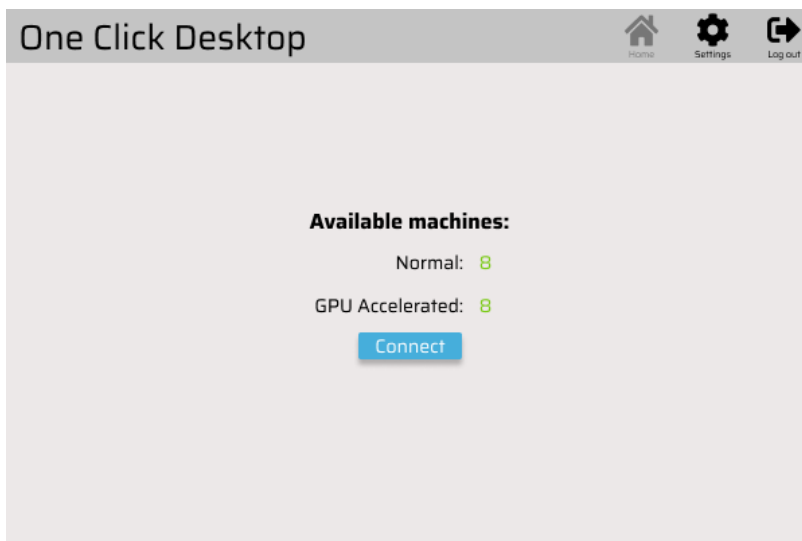 One Click Desktop
Home
Settings
Log out
Available machines:
Normal: 8
GPU Accelerated: 8
Connect